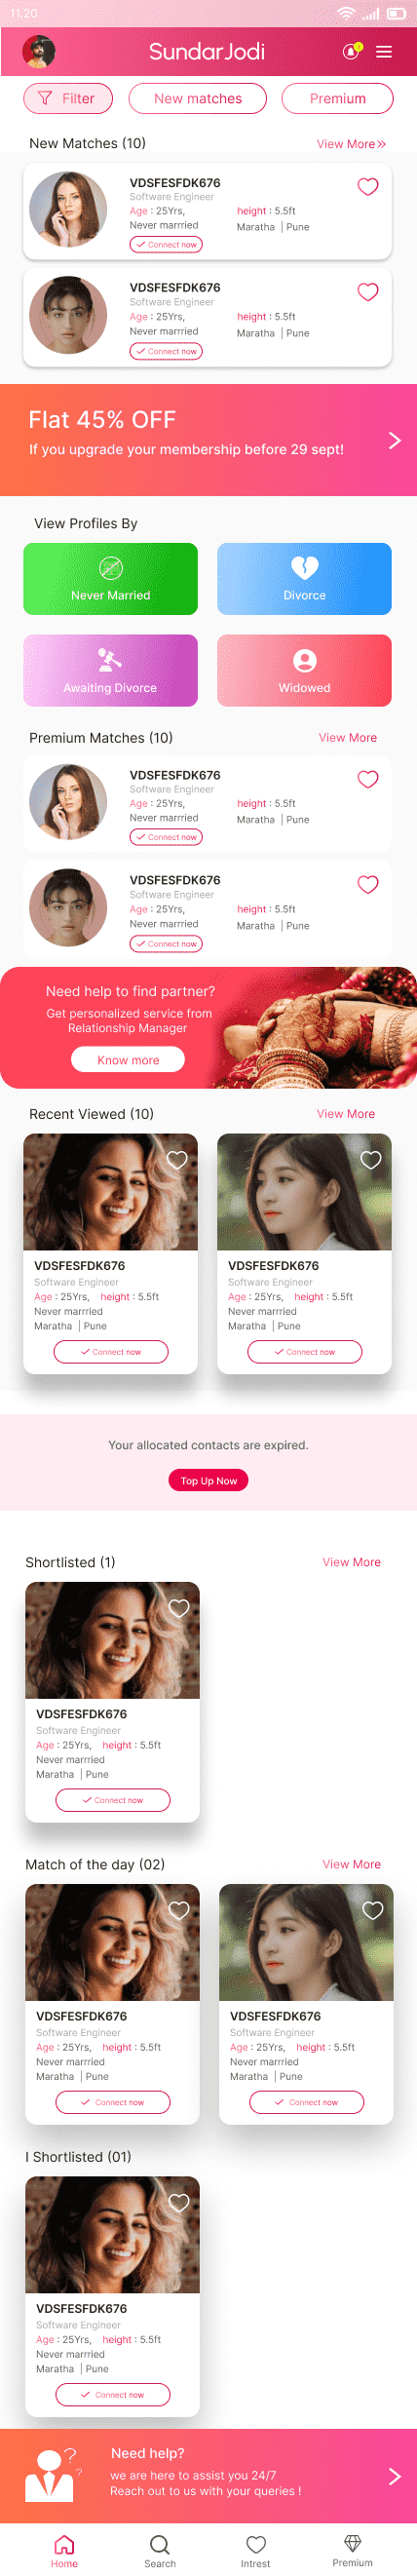 11.20
SundarJodi
Filter New matches Premium
New Matches (10) View More
VDSFESFDK676
Software Engineer
Age : 25Yrs, height : 5.5ft
Never marrried Maratha | Pune
Connect now
VDSFESFDK676
Software Engineer
Age : 25Yrs, height : 5.5ft
Never marrried Maratha | Pune
Connect now
Flat 45% OFF
If you upgrade your membership before 29 sept!
View Profiles By
Never Married Divorce
Awaiting Divorce Widowed
Premium Matches (10) View More
VDSFESFDK676
Software Engineer
Age : 25Yrs, height : 5.5ft
Never marrried Maratha | Pune
Connect now
VDSFESFDK676
Software Engineer
Age : 25Yrs, height : 5.5ft
Never marrried Maratha | Pune
Connect now
Need help to find partner?
Get personalized service from
Relationship Manager
Know more
Recent Viewed (10) View More
VDSFESFDK676 VDSFESFDK676
Software Engineer Software Engineer
Age : 25Yrs, height : 5.5ft Age : 25Yrs, height : 5.5ft
Never marrried Never marrried
Maratha | Pune Maratha | Pune
Connect now Connect now
Your allocated contacts are expired.
Top Up Now
Shortlisted (1) View More
VDSFESFDK676
Software Engineer
Age : 25Yrs, height : 5.5ft
Never marrried
Maratha | Pune
Connect now
Match of the day (02) View More
VDSFESFDK676 VDSFESFDK676
Software Engineer Software Engineer
Age : 25Yrs, height : 5.5ft Age : 25Yrs, height : 5.5ft
Never marrried Never marrried
Maratha | Pune Maratha | Pune
Connect now Connect now
I Shortlisted (01)
VDSFESFDK676
Software Engineer
Age : 25Yrs, height : 5.5ft
Never marrried
Maratha | Pune
Connect now
Need help?
we are here to assist you 24/7
Reach out to us with your queries !
Home Search Intrest Premium